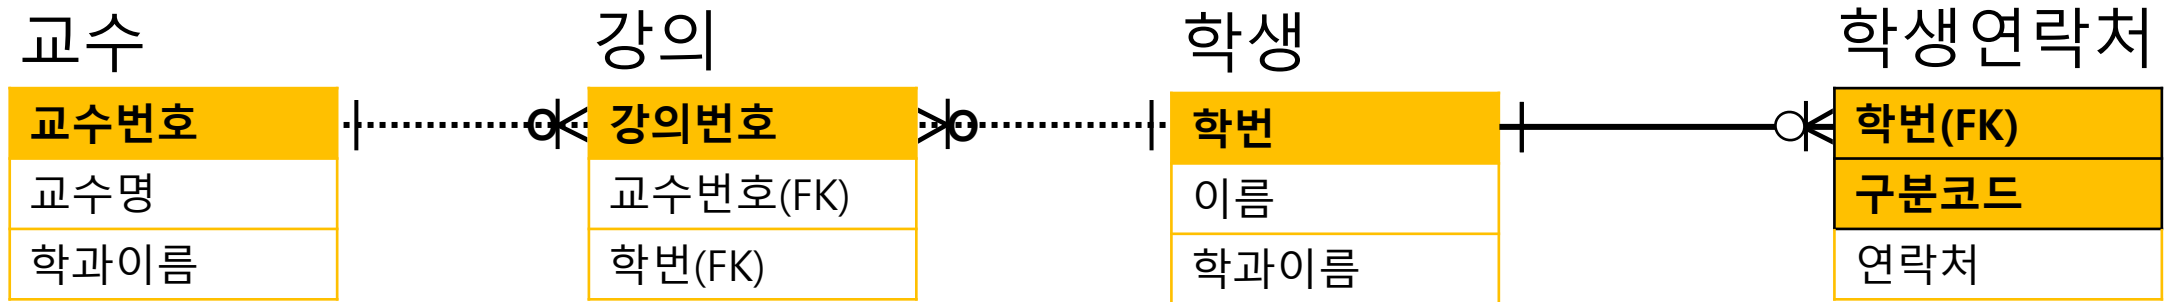 교수
교수번호
교수명
학과이름
강의
강의번호
교수번호(FK)
학번(FK)
학생
학번
이름
학과이름
학생연락처
학번(FK)
구분코드
연락처